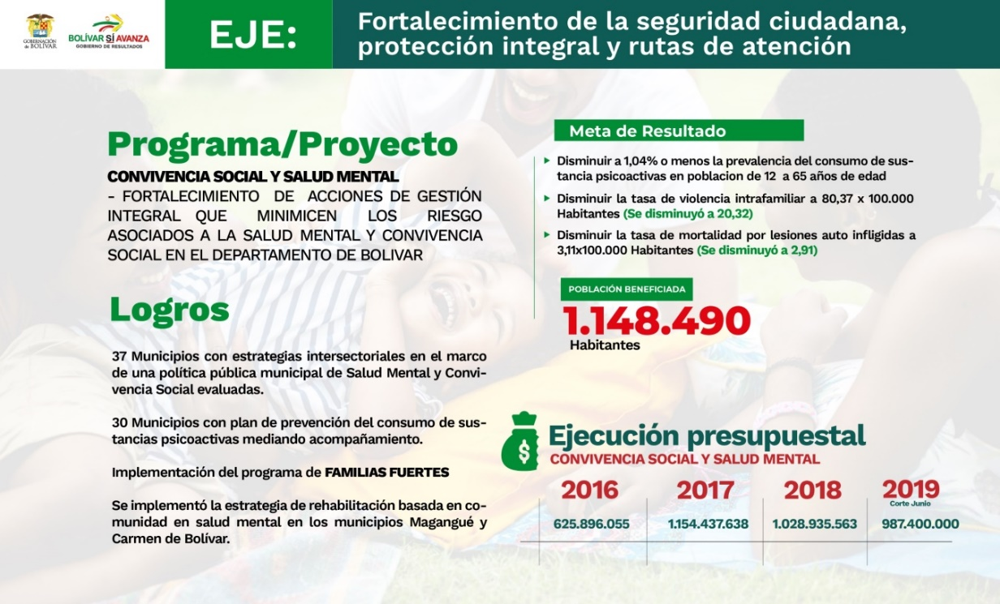 GOBERNACIÓN
de BOLÍVAR
BOLÍVAR SÍ AVANZA
GOBIERNO DE RESULTADOS
EJE:
Fortalecimiento de la seguridad ciudadana,
protección integral y rutas de atención
Programa/Proyecto
CONVIVENCIA SOCIAL Y SALUD MENTAL
- FORTALECIMIENTO DE ACCIONES DE GESTIÓN
INTEGRAL QUE MINIMICEN LOS RIESGO
ASOCIADOS A LA SALUD MENTAL Y CONVIVENCIA
SOCIAL EN EL DEPARTAMENTO DE BOLIVAR
Logros
37 Municipios con estrategias intersectoriales en el marco
de una política pública municipal de Salud Mental y Convi-
vencia Social evaluadas.
30 Municipios con plan de prevención del consumo de sus-
tancias psicoactivas mediando acompañamiento.
Implementación del programa de FAMILIAS FUERTES
Se implementó la estrategia de rehabilitación basada en co-
munidad en salud mental en los municipios Magangué y
Carmen de Bolívar.
Meta de Resultado
Disminuir a 1,04% o menos la prevalencia del consumo de sus-
tancia psicoactivas en poblacion de 12 a 65 años de edad
Disminuir la tasa de violencia intrafamiliar a 80,37 x 100.000
Habitantes (Se disminuyó a 20,32)
Disminuir la tasa de mortalidad por lesiones auto infligidas a
3,11x100.000 Habitantes (Se disminuyó a 2,91)
POBLACIÓN BENEFICIADA
1.148.490
Habitantes
$
Ejecución presupuestal
CONVIVENCIA SOCIAL Y SALUD MENTAL
2016 2017 2018 2019
Corte Junio
625.896.055 1.154.437.638 1.028.935.563 987.400.000